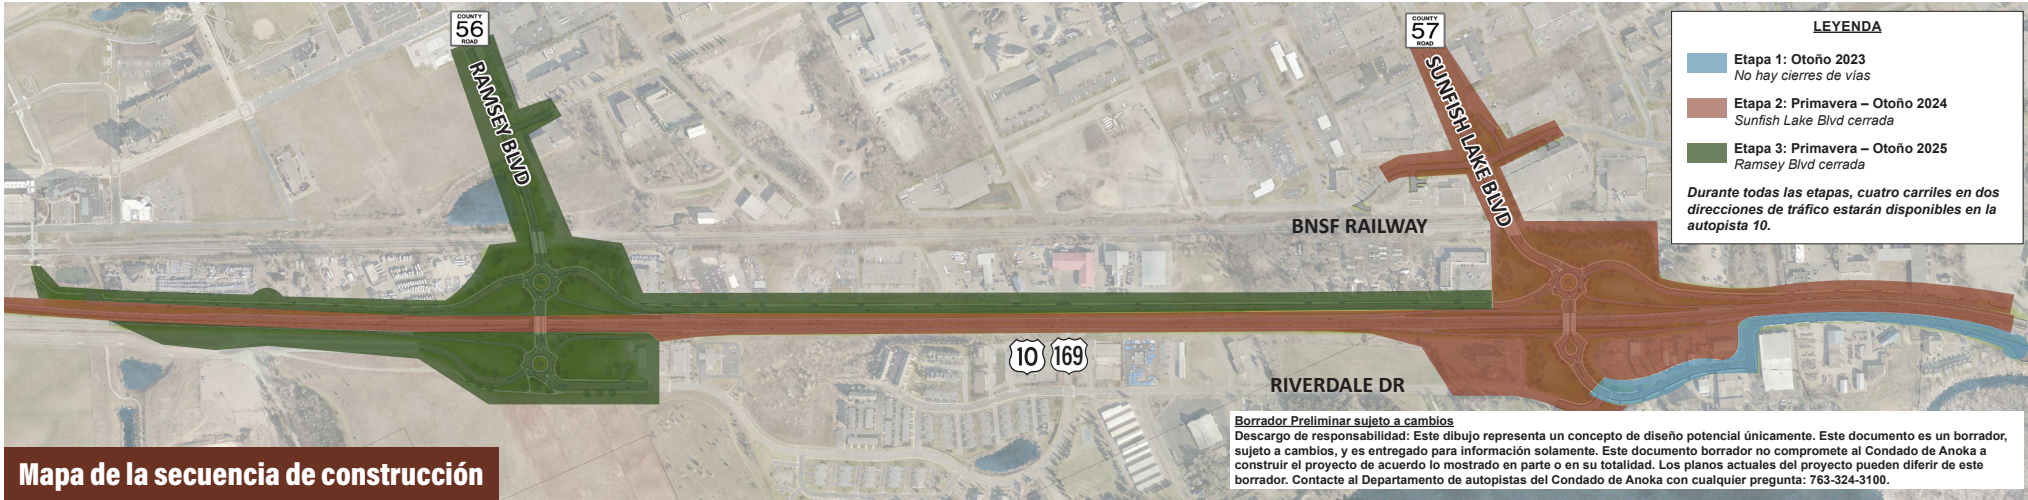 COUNTY
56
ROAD
RAMSEY BLVD
COUNTY
57
ROAD
SUNFISH LAKE BLVD
LEYENDA
Etapa 1: Otoño 2023
No hay cierres de vías
Etapa 2: Primavera – Otoño 2024
Sunfish Lake Blvd cerrada
Etapa 3: Primavera – Otoño 2025
Ramsey Blvd cerrada
Durante todas las etapas, cuatro carriles en dos
direcciones de tráfico estarán disponibles en la
autopista 10.
BNSF RAILWAY
10 169
RIVERDALE DR
Borrador Preliminar sujeto a cambios
Descargo de responsabilidad: Este dibujo representa un concepto de diseño potencial únicamente. Este documento es un borrador,
sujeto a cambios, y es entregado para información solamente. Este documento borrador no compromete al Condado de Anoka a
construir el proyecto de acuerdo lo mostrado en parte o en su totalidad. Los planos actuales del proyecto pueden diferir de este
borrador. Contacte al Departamento de autopistas del Condado de Anoka con cualquier pregunta: 763-324-3100.
Mapa de la secuencia de construcción